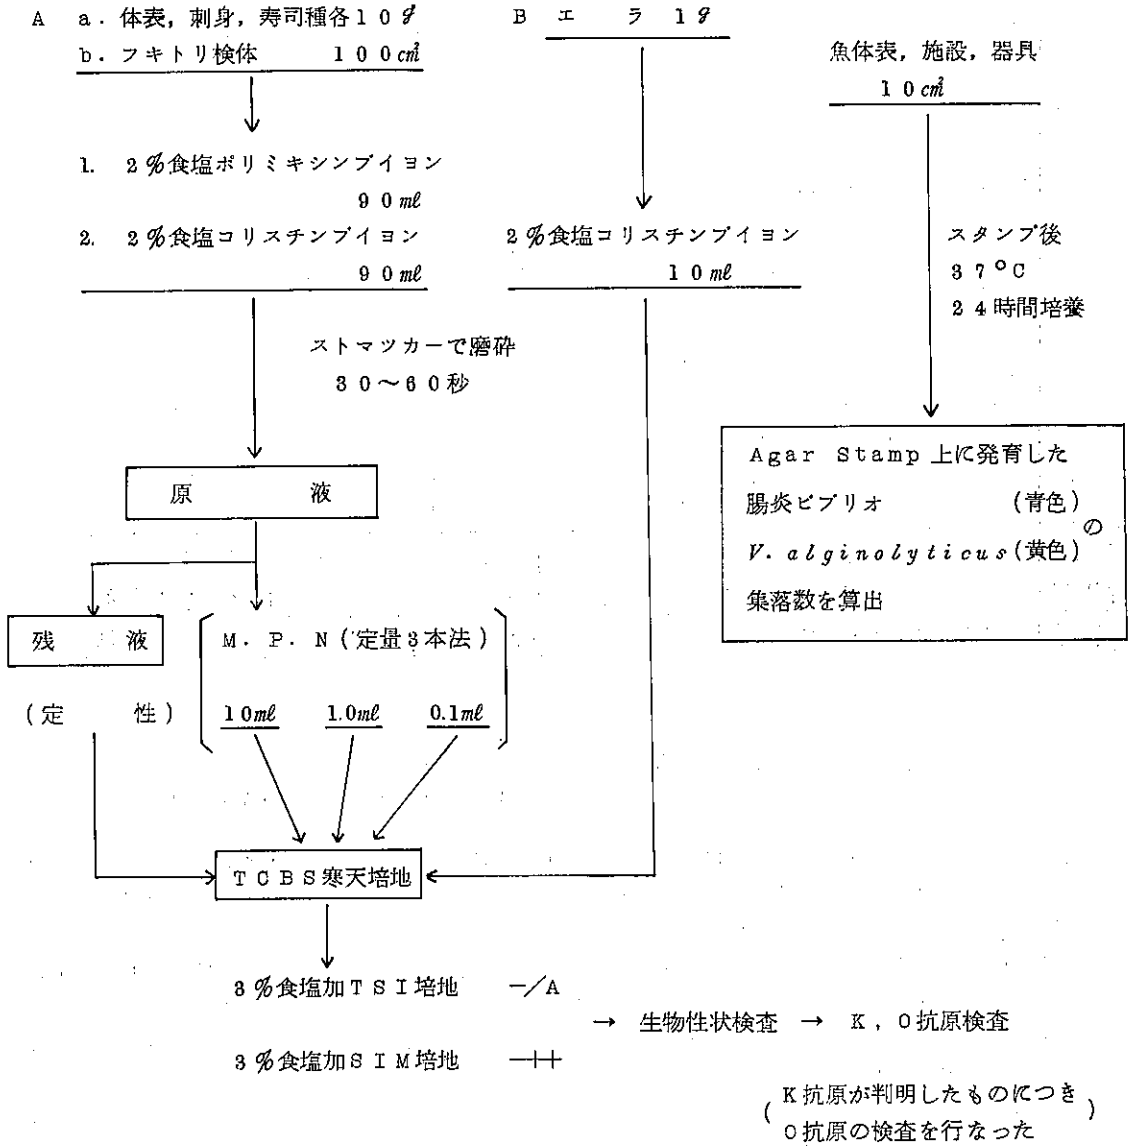 A a. 体表，刺身，寿司種各10g
b. フキトリ検体 100cm²
1. 2%食塩ポリミキシンブイヨン
90ml
2. 2%食塩コリスチンブイヨン
90ml
ストマツカーで磨砕
30〜60秒
原液
残液
(定性)
M.P.N(定量3本法)
10ml 1.0ml 0.1ml
B エラ 1g
2%食塩コリスチンブイヨン
10ml
魚体表，施設，器具
10cm²
スタンプ後
37°C
24時間培養
Agar Stamp 上に発育した
腸炎ビブリオ (青色)
の
V. alginolyticus (黄色)
集落数を算出
TCBS寒天培地
3%食塩加TSI培地 −/A
3%食塩加SIM培地 −++
→ 生物性状検査 → K，O抗原検査
(K抗原が判明したものにつき
O抗原の検査を行なった)